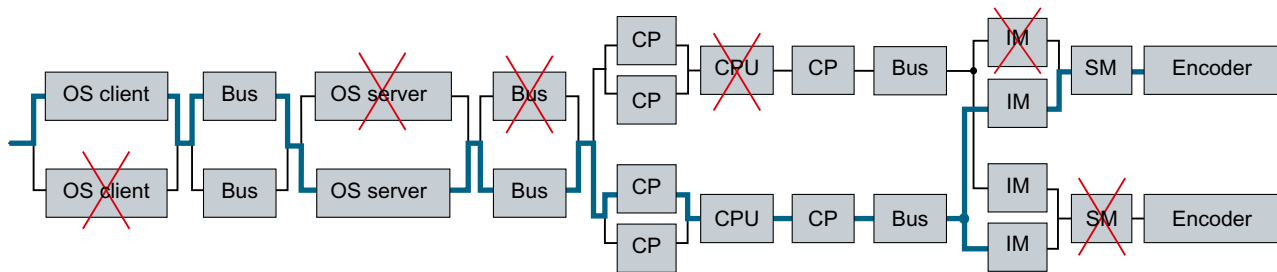 OS client
Bus
OS server
Bus
CP
CP
CPU
CP
Bus
IM
IM
SM
Encoder
OS client
Bus
OS server
Bus
CP
CP
CPU
CP
Bus
IM
IM
SM
Encoder